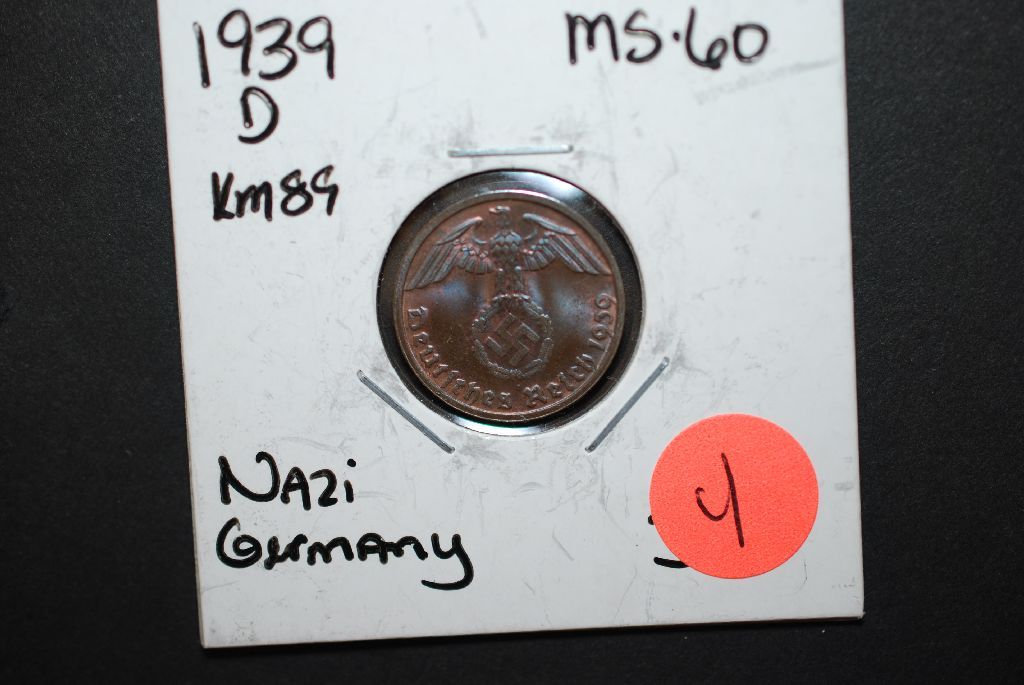 1939
MS·60
D
Km89
Deutsches Reich 1939
NAZi
Germany
4